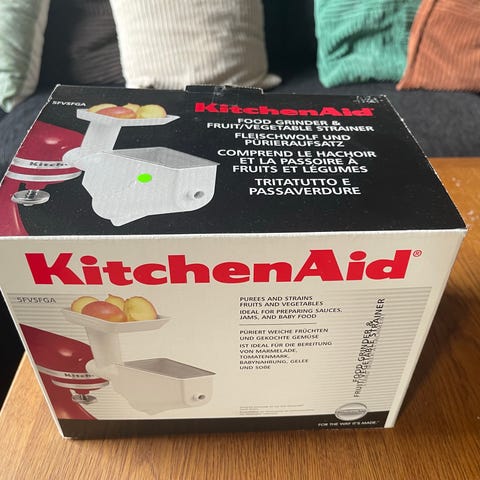 5FVSFGA
KitchenAid
FOOD GRINDER &
FRUIT/VEGETABLE STRAINER
FLEISCHWOLF UND
PÜRIERAUFSATZ
COMPREND LE HACHOIR
ET LA PASSOIRE À
FRUITS ET LÉGUMES
TRITATUTTO E
PASSAVERDURE
KitchenAid®
5FVSFGA
PUREES AND STRAINS
FRUITS AND VEGETABLES
IDEAL FOR PREPARING SAUCES,
JAMS, AND BABY FOOD
PÜRIERT WEICHE FRÜCHTEN
UND GEKOCHTE GEMÜSE
IST IDEAL FÜR DIE BEREITUNG
VON MARMELADE,
TOMATENMARK,
BABYNAHRUNG, GELEE
UND SOßE
FOOD GRINDER &
FRUIT/VEGETABLE STRAINER
FOR THE WAY IT'S MADE.